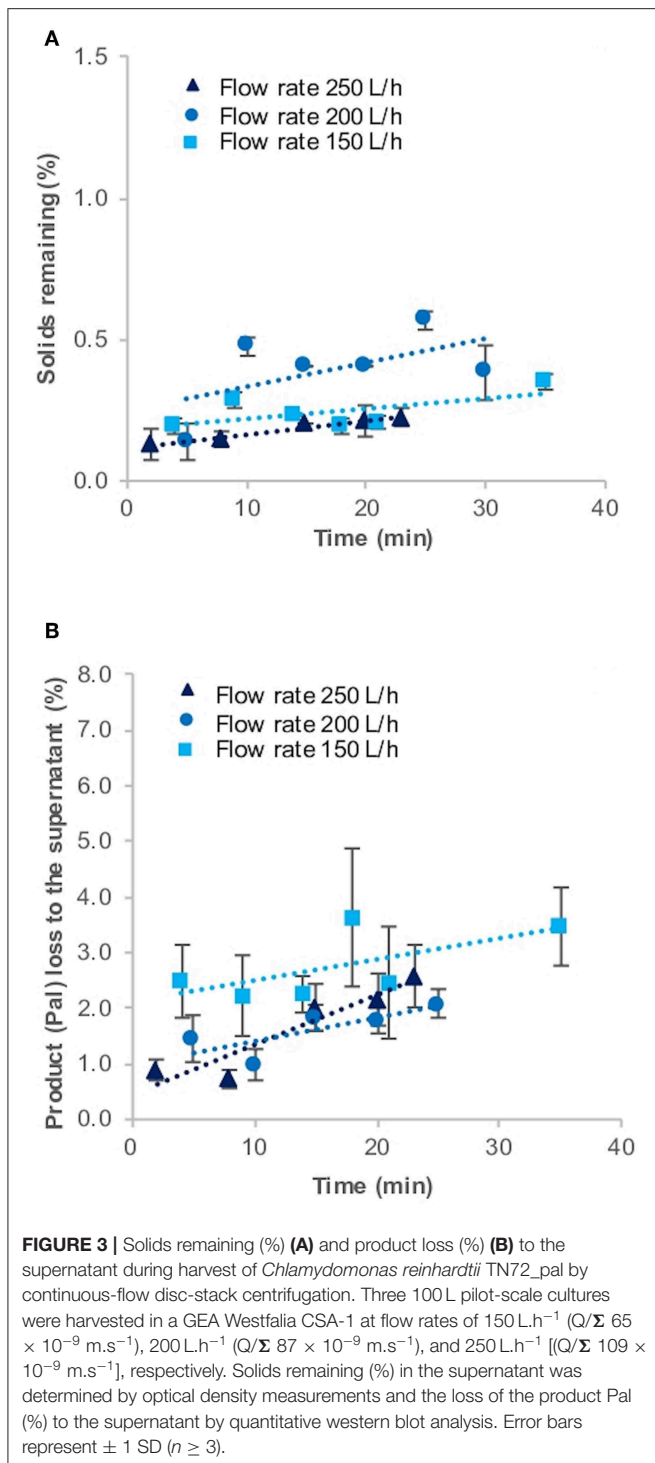 A
1.5
Flow rate 250 L/h
Flow rate 200 L/h
Flow rate 150 L/h
1.0
Solids remaining (%)
0.5
0.0
0 10 20 30 40
Time (min)
B
8.0
Flow rate 250 L/h
7.0
Flow rate 200 L/h
Flow rate 150 L/h
6.0
5.0
Product (Pal) loss to the supernatant (%)
4.0
3.0
2.0
1.0
0.0
0 10 20 30 40
Time (min)
FIGURE 3 | Solids remaining (%) (A) and product loss (%) (B) to the
supernatant during harvest of Chlamydomonas reinhardtii TN72_pal by
continuous-flow disc-stack centrifugation. Three 100 L pilot-scale cultures
were harvested in a GEA Westfalia CSA-1 at flow rates of 150 L.h⁻¹ (Q/Σ 65
× 10⁻⁹ m.s⁻¹), 200 L.h⁻¹ (Q/Σ 87 × 10⁻⁹ m.s⁻¹), and 250 L.h⁻¹ [(Q/Σ 109 ×
10⁻⁹ m.s⁻¹], respectively. Solids remaining (%) in the supernatant was
determined by optical density measurements and the loss of the product Pal
(%) to the supernatant by quantitative western blot analysis. Error bars
represent ± 1 SD (n ≥ 3).